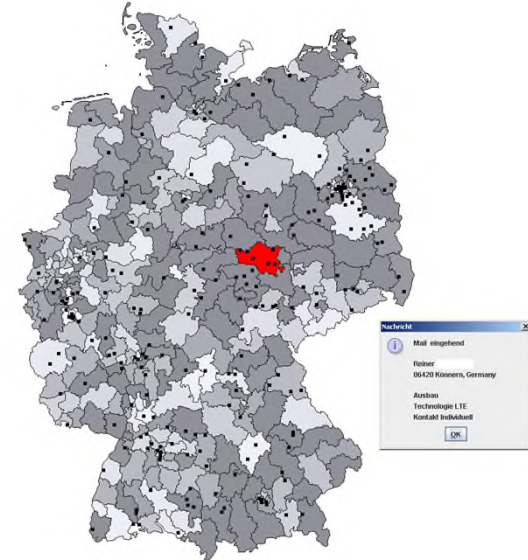 Nachricht
Mail eingehend
Reiner
06420 Könnern, Germany
Ausbau
Technologie LTE
Kontakt Individuell
OK